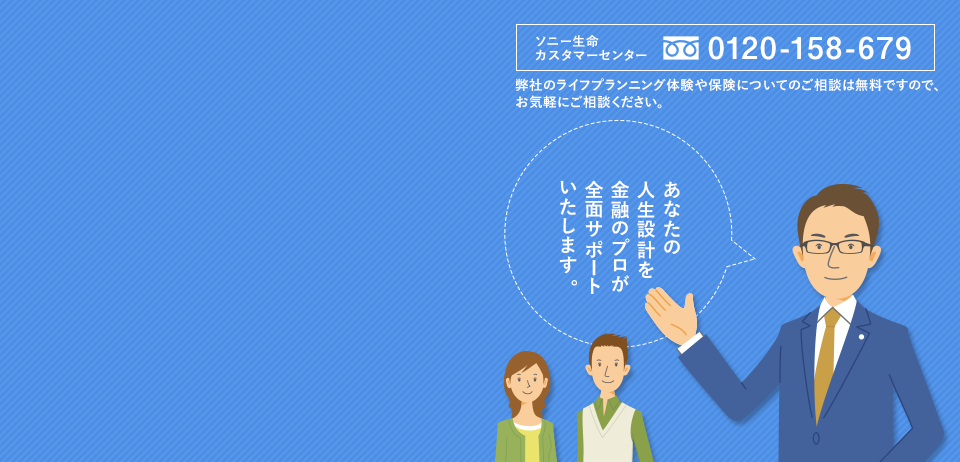 ソニー生命
カスタマーセンター
0120-158-679
弊社のライフプランニング体験や保険についてのご相談は無料ですので、
お気軽にご相談ください。
あなたの
人生設計を
金融のプロが
全面サポート
いたします。